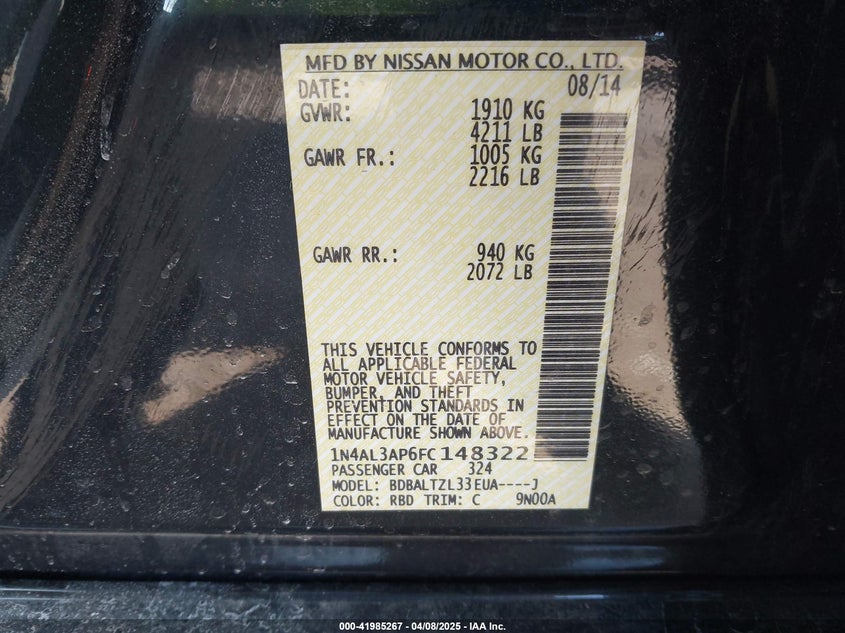 MFD BY NISSAN MOTOR CO., LTD.
DATE: 08/14
GVWR: 1910 KG
4211 LB
GAWR FR.: 1005 KG
2216 LB
GAWR RR.: 940 KG
2072 LB
THIS VEHICLE CONFORMS TO
ALL APPLICABLE FEDERAL
MOTOR VEHICLE SAFETY,
BUMPER, AND THEFT
PREVENTION STANDARDS IN
EFFECT ON THE DATE OF
MANUFACTURE SHOWN ABOVE.
1N4AL3AP6FC148322
PASSENGER CAR 324
MODEL: BDBALTZL33EUA----J
COLOR: RBD TRIM: C 9N00A
000-41985267 - 04/08/2025 - IAA Inc.